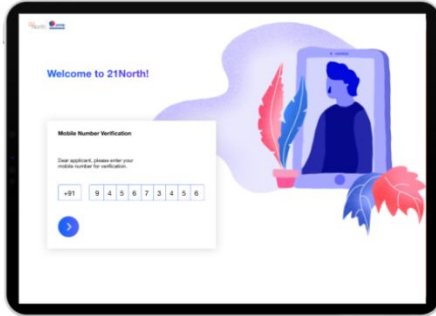 Welcome to 21North!
Mobile Number Verification
Dear applicant, please enter your
mobile number for verification.
+91 9 4 5 6 7 3 4 5 6